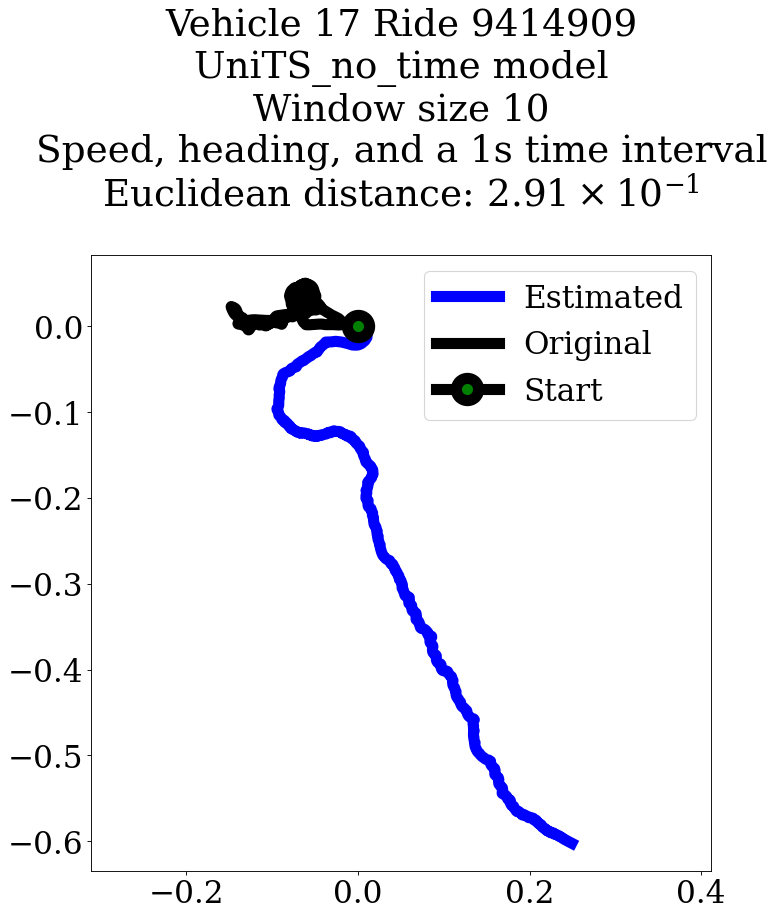 Vehicle 17 Ride 9414909
UniTS_no_time model
Window size 10
Speed, heading, and a 1s time interval
Euclidean distance: 2.91 × 10⁻¹
Estimated
Original
Start
0.0
−0.1
−0.2
−0.3
−0.4
−0.5
−0.6
−0.2 0.0 0.2 0.4